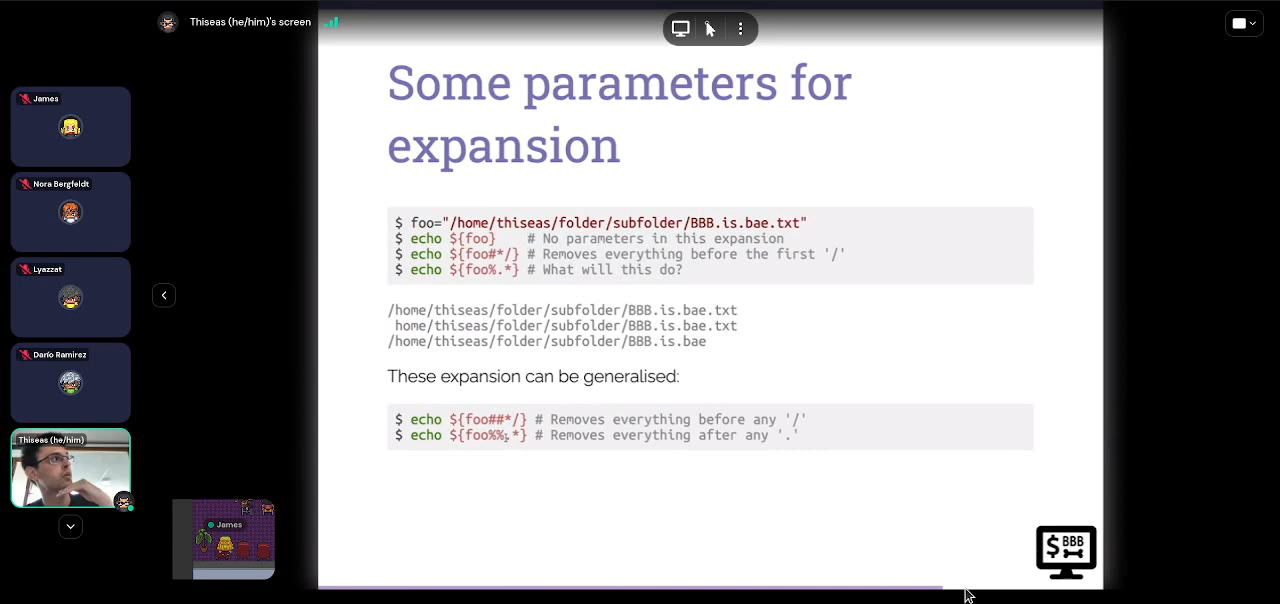 Thiseas (he/him)'s screen
James
Nora Bergfeldt
Lyazzat
Darío Ramirez
Thiseas (he/him)
James
Some parameters for
expansion
$ foo="/home/thiseas/folder/subfolder/BBB.is.bae.txt"
$ echo ${foo} # No parameters in this expansion
$ echo ${foo#*/} # Removes everything before the first '/'
$ echo ${foo%.*} # What will this do?
/home/thiseas/folder/subfolder/BBB.is.bae.txt
home/thiseas/folder/subfolder/BBB.is.bae.txt
/home/thiseas/folder/subfolder/BBB.is.bae
These expansion can be generalised:
$ echo ${foo##*/} # Removes everything before any '/'
$ echo ${foo%%.*} # Removes everything after any '.'
$ BBB